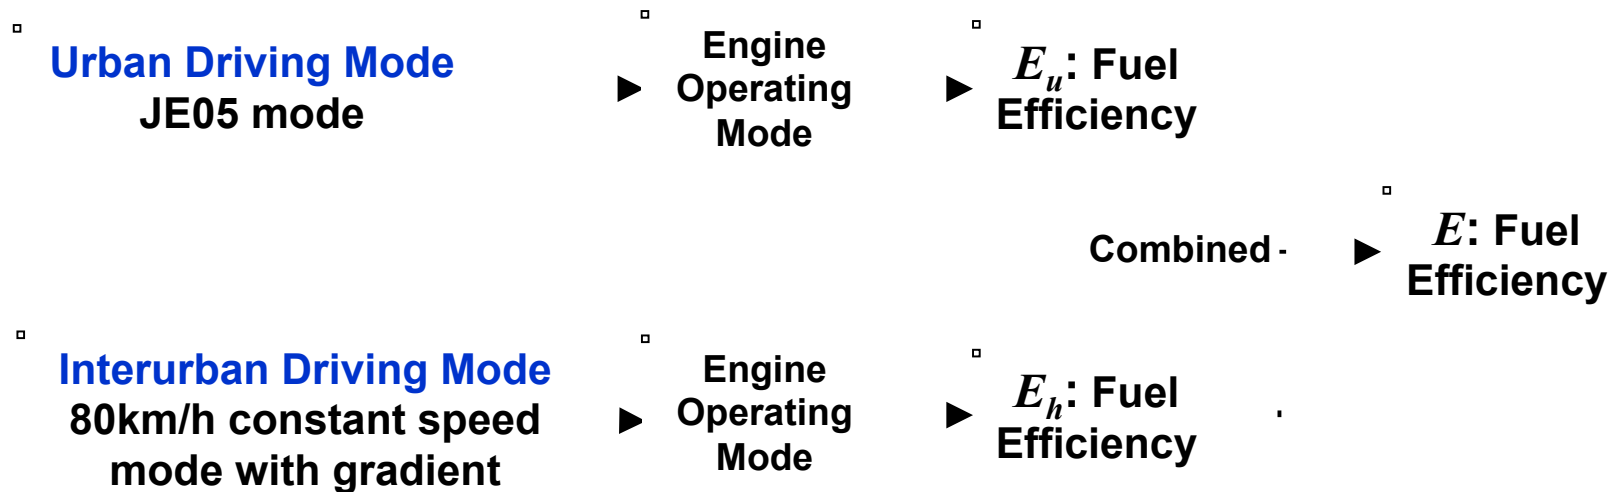 Urban Driving Mode
JE05 mode
Engine
Operating
Mode
Eu: Fuel
Efficiency
Combined
E: Fuel
Efficiency
Interurban Driving Mode
80km/h constant speed
mode with gradient
Engine
Operating
Mode
Eh: Fuel
Efficiency